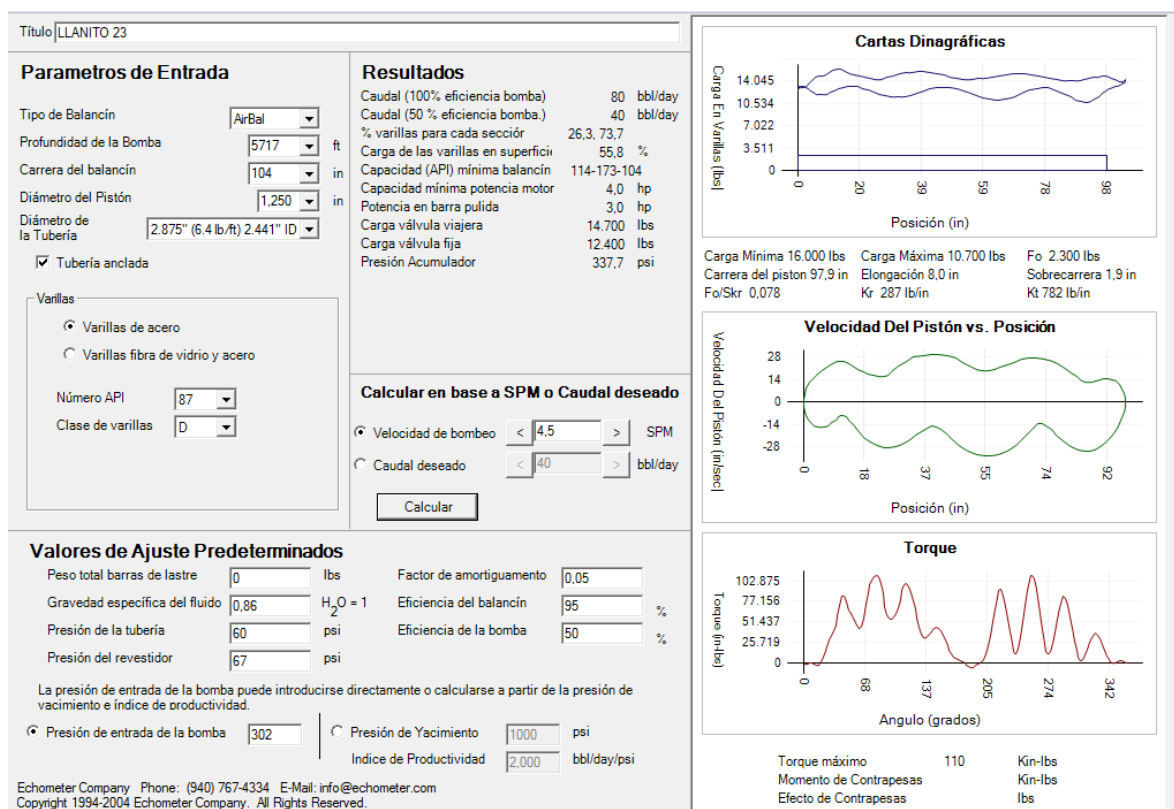 Título LLANITO 23
Parametros de Entrada
Tipo de Balancín AirBal
Profundidad de la Bomba 5717 ft
Carrera del balancín 104 in
Diámetro del Pistón 1,250 in
Diámetro de
la Tubería 2.875" (6.4 lb/ft) 2.441" ID
Tubería anclada
Varillas
Varillas de acero
Varillas fibra de vidrio y acero
Número API 87
Clase de varillas D
Resultados
Caudal (100% eficiencia bomba) 80 bbl/day
Caudal (50 % eficiencia bomba.) 40 bbl/day
% varillas para cada secciór 26,3, 73,7
Carga de las varillas en superficie 55,8 %
Capacidad (API) mínima balancín 114-173-104
Capacidad mínima potencia motor 4,0 hp
Potencia en barra pulida 3,0 hp
Carga válvula viajera 14.700 lbs
Carga válvula fija 12.400 lbs
Presión Acumulador 337,7 psi
Calcular en base a SPM o Caudal deseado
Velocidad de bombeo < 4,5 > SPM
Caudal deseado < 40 > bbl/day
Calcular
Valores de Ajuste Predeterminados
Peso total barras de lastre 0 lbs
Gravedad específica del fluido 0,86 H2O = 1
Presión de la tubería 60 psi
Presión del revestidor 67 psi
Factor de amortiguamento 0,05
Eficiencia del balancín 95 %
Eficiencia de la bomba 50 %
La presión de entrada de la bomba puede introducirse directamente o calcularse a partir de la presión de
yacimiento e índice de productividad.
Presión de entrada de la bomba 302
Presión de Yacimiento 1000 psi
Indice de Productividad 2,000 bbl/day/psi
Echometer Company Phone: (940) 767-4334 E-Mail: info@echometer.com
Copyright 1994-2004 Echometer Company. All Rights Reserved.
Cartas Dinagráficas
Carga En Varillas (lbs)
14.045
10.534
7.022
3.511
0
0 20 39 59 78 98
Posición (in)
Carga Mínima 16.000 lbs Carga Máxima 10.700 lbs Fo 2.300 lbs
Carrera del piston 97,9 in Elongación 8,0 in Sobrecarrera 1,9 in
Fo/Skr 0,078 Kr 287 lb/in Kt 782 lb/in
Velocidad Del Pistón vs. Posición
Velocidad Del Pistón (in/sec)
28
14
0
-14
-28
0 18 37 55 74 92
Posición (in)
Torque
Torque (in-lbs)
102.875
77.156
51.437
25.719
0
0 68 137 205 274 342
Angulo (grados)
Torque máximo 110 Kin-lbs
Momento de Contrapesas Kin-lbs
Efecto de Contrapesas lbs